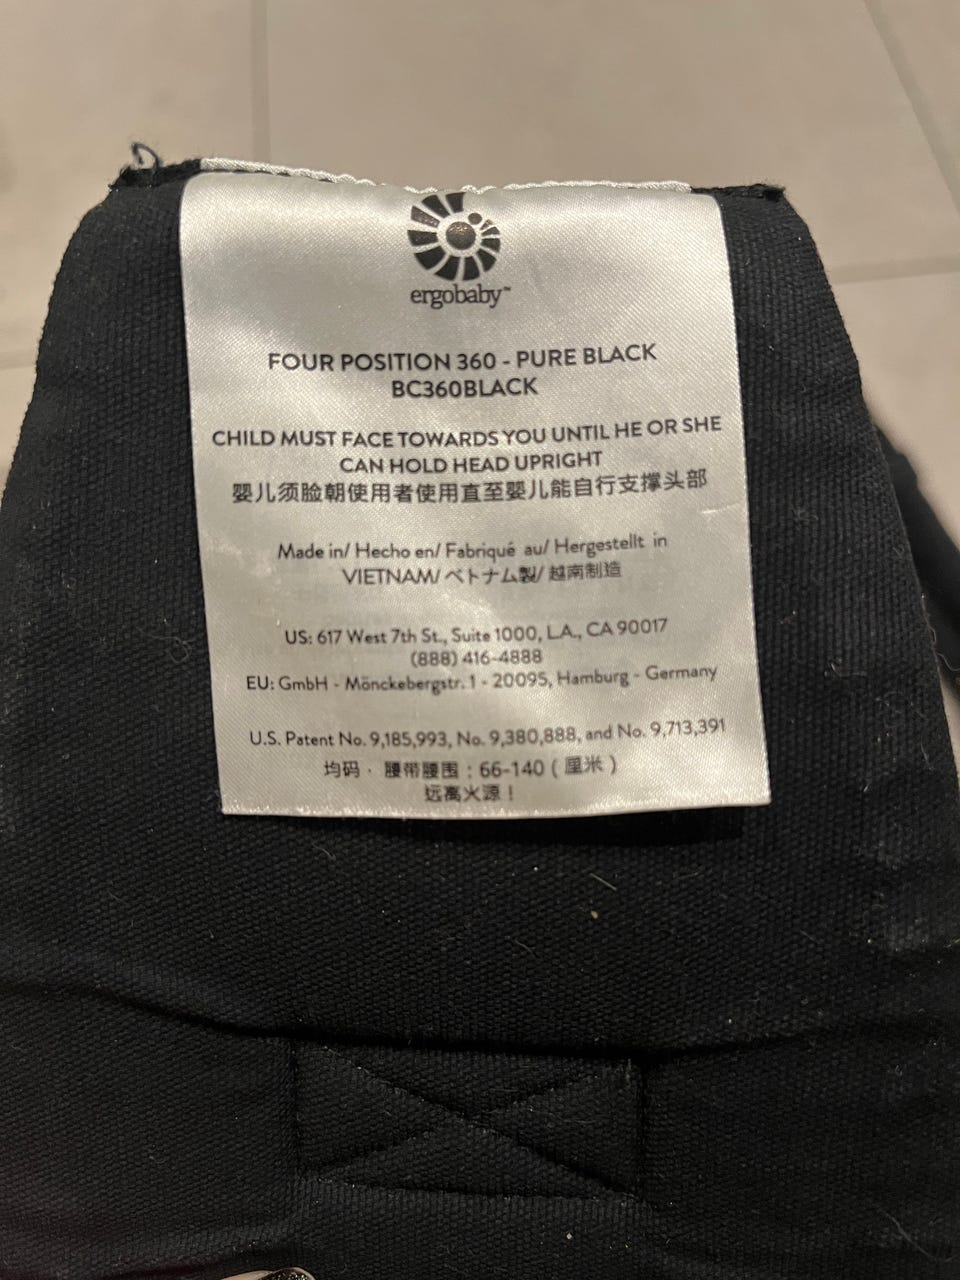 ergobaby™
FOUR POSITION 360 - PURE BLACK
BC360BLACK
CHILD MUST FACE TOWARDS YOU UNTIL HE OR SHE
CAN HOLD HEAD UPRIGHT
婴儿须脸朝使用者使用直至婴儿能自行支撑头部
Made in/ Hecho en/ Fabriqué au/ Hergestellt in
VIETNAM/ ベトナム製/ 越南制造
US: 617 West 7th St., Suite 1000, L.A., CA 90017
(888) 416-4888
EU: GmbH - Mönckebergstr. 1 - 20095, Hamburg - Germany
U.S. Patent No. 9,185,993, No. 9,380,888, and No. 9,713,391
均码 · 腰带腰围 : 66-140 ( 厘米 )
远离火源 !